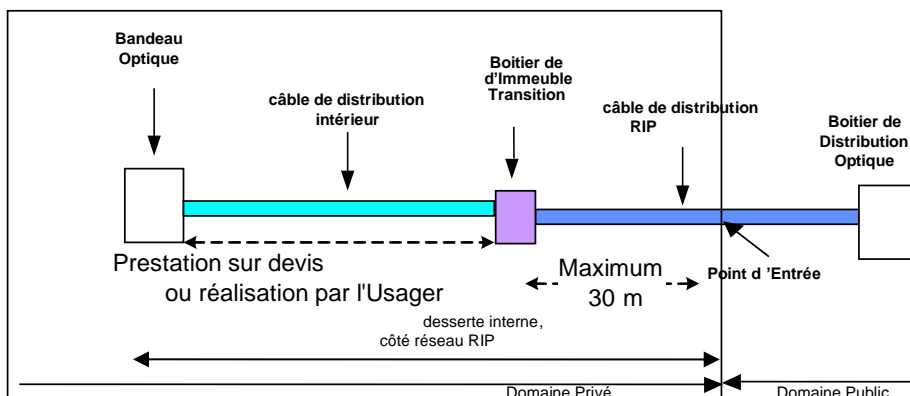 Bandeau
Optique
câble de distribution
intérieur
Boitier de
d'Immeuble
Transition
câble de distribution
RIP
Boitier de
Distribution
Optique
Prestation sur devis
ou réalisation par l'Usager
Maximum
30 m
Point d 'Entrée
desserte interne,
côté réseau RIP
Domaine Privé
Domaine Public